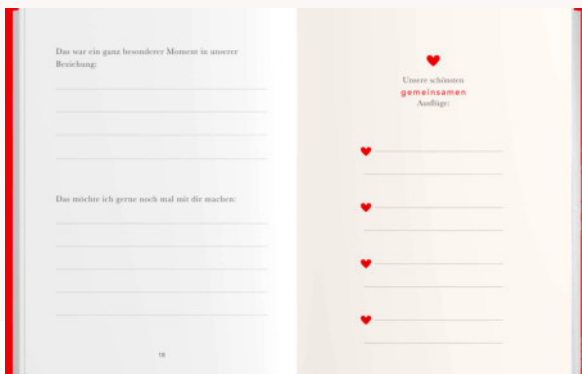 Das war ein ganz besonderer Moment in unserer
Beziehung:
Das möchte ich gerne noch mal mit dir machen:
18
Unsere schönsten
gemeinsamen
Ausflüge: